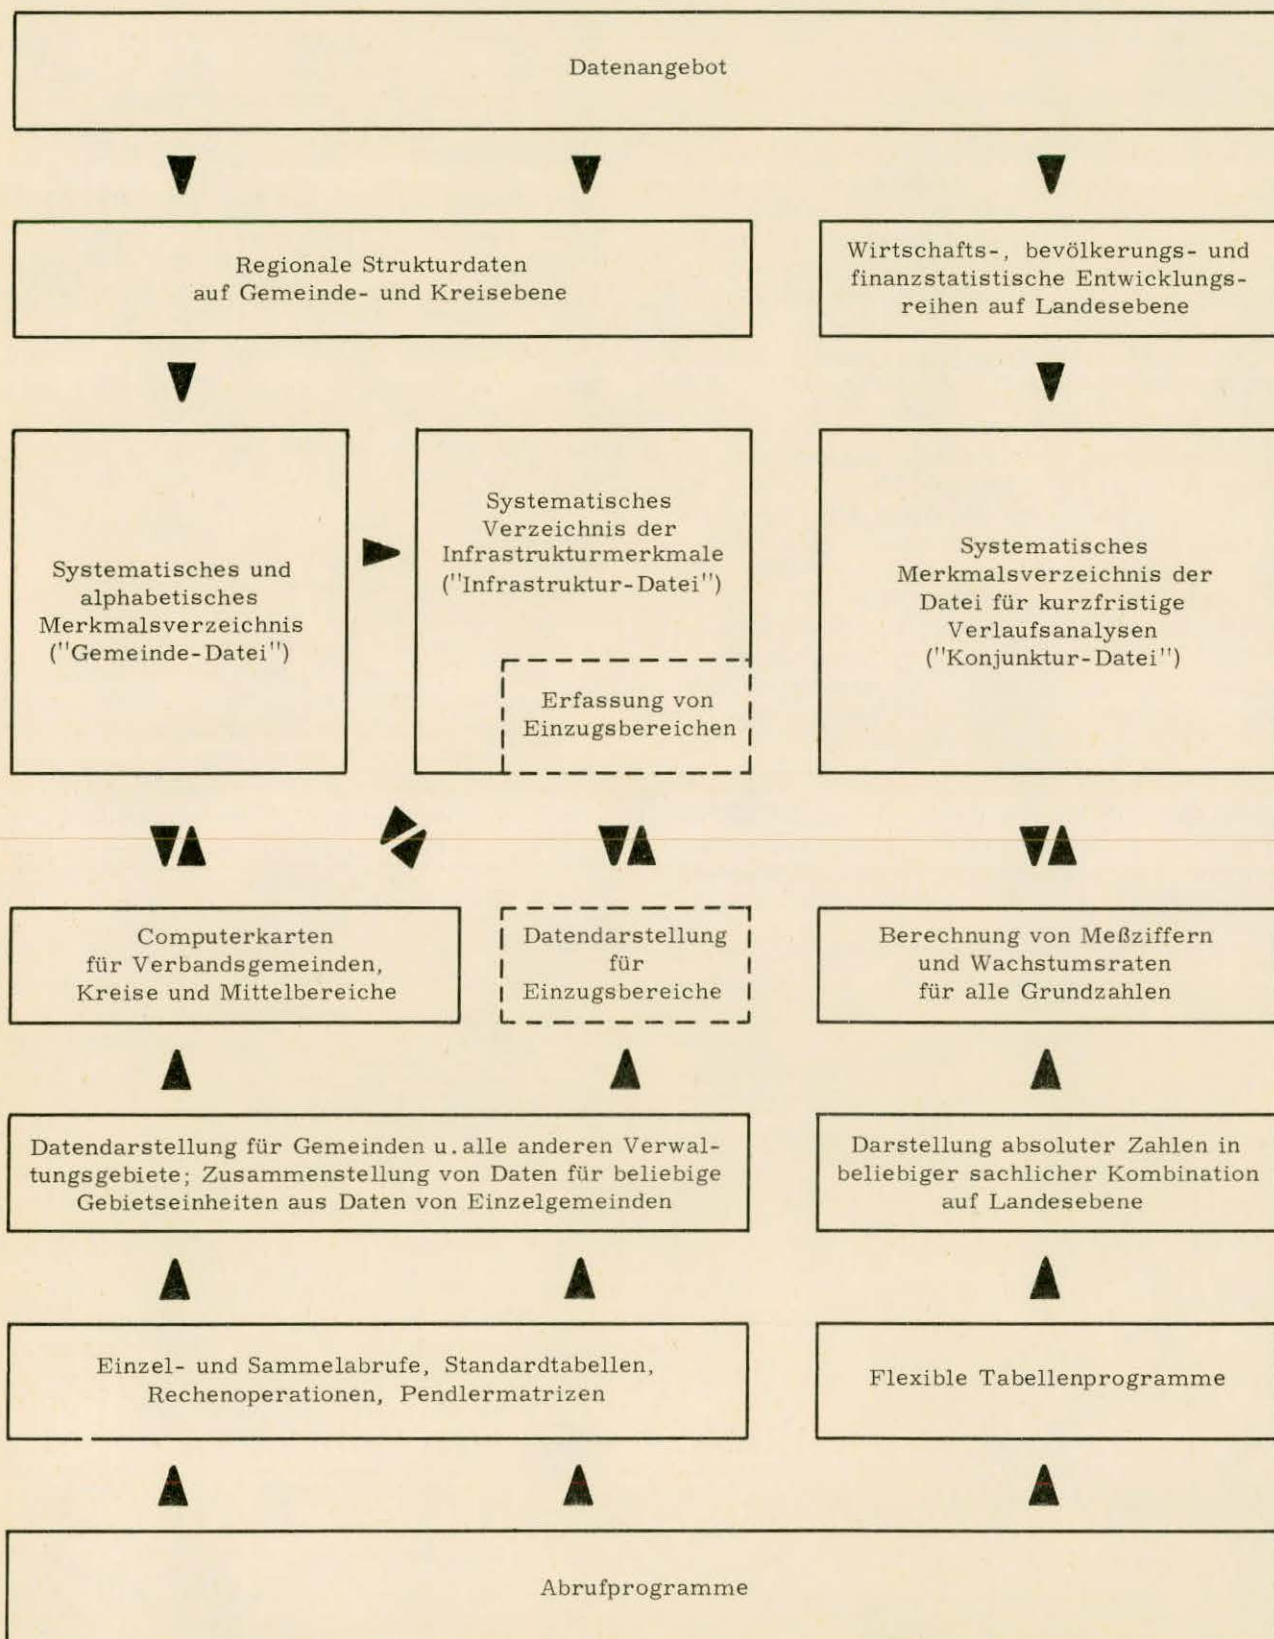 Datenangebot
Regionale Strukturdaten
auf Gemeinde- und Kreisebene
Wirtschafts-, bevölkerungs- und
finanzstatistische Entwicklungs-
reihen auf Landesebene
Systematisches und
alphabetisches
Merkmalsverzeichnis
("Gemeinde-Datei")
Systematisches
Verzeichnis der
Infrastrukturmerkmale
("Infrastruktur-Datei")
Erfassung von
Einzugsbereichen
Systematisches
Merkmalsverzeichnis der
Datei für kurzfristige
Verlaufsanalysen
("Konjunktur-Datei")
Computerkarten
für Verbandsgemeinden,
Kreise und Mittelbereiche
Datendarstellung
für
Einzugsbereiche
Berechnung von Meßziffern
und Wachstumsraten
für alle Grundzahlen
Datendarstellung für Gemeinden u. alle anderen Verwal-
tungsgebiete; Zusammenstellung von Daten für beliebige
Gebietseinheiten aus Daten von Einzelgemeinden
Darstellung absoluter Zahlen in
beliebiger sachlicher Kombination
auf Landesebene
Einzel- und Sammelabrufe, Standardtabellen,
Rechenoperationen, Pendlermatrizen
Flexible Tabellenprogramme
Abrufprogramme